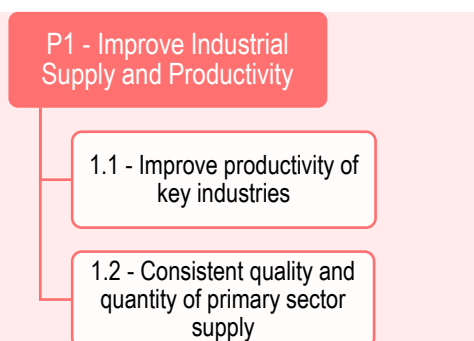 P1 - Improve Industrial
Supply and Productivity
1.1 - Improve productivity of
key industries
1.2 - Consistent quality and
quantity of primary sector
supply